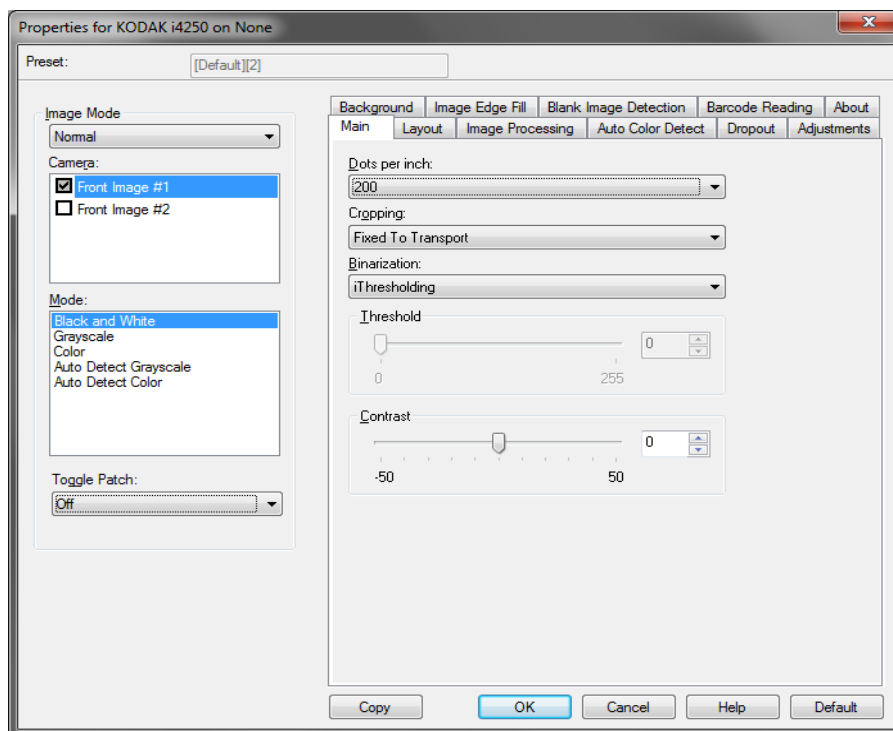 Properties for KODAK i4250 on None
Preset:
[Default][2]
Image Mode
Normal
Camera:
Front Image #1
Front Image #2
Mode:
Black and White
Grayscale
Color
Auto Detect Grayscale
Auto Detect Color
Toggle Patch:
Off
Background Image Edge Fill Blank Image Detection Barcode Reading About
Main Layout Image Processing Auto Color Detect Dropout Adjustments
Dots per inch:
200
Cropping:
Fixed To Transport
Binarization:
iThresholding
Threshold
0
0 255
Contrast
0
-50 50
Copy OK Cancel Help Default